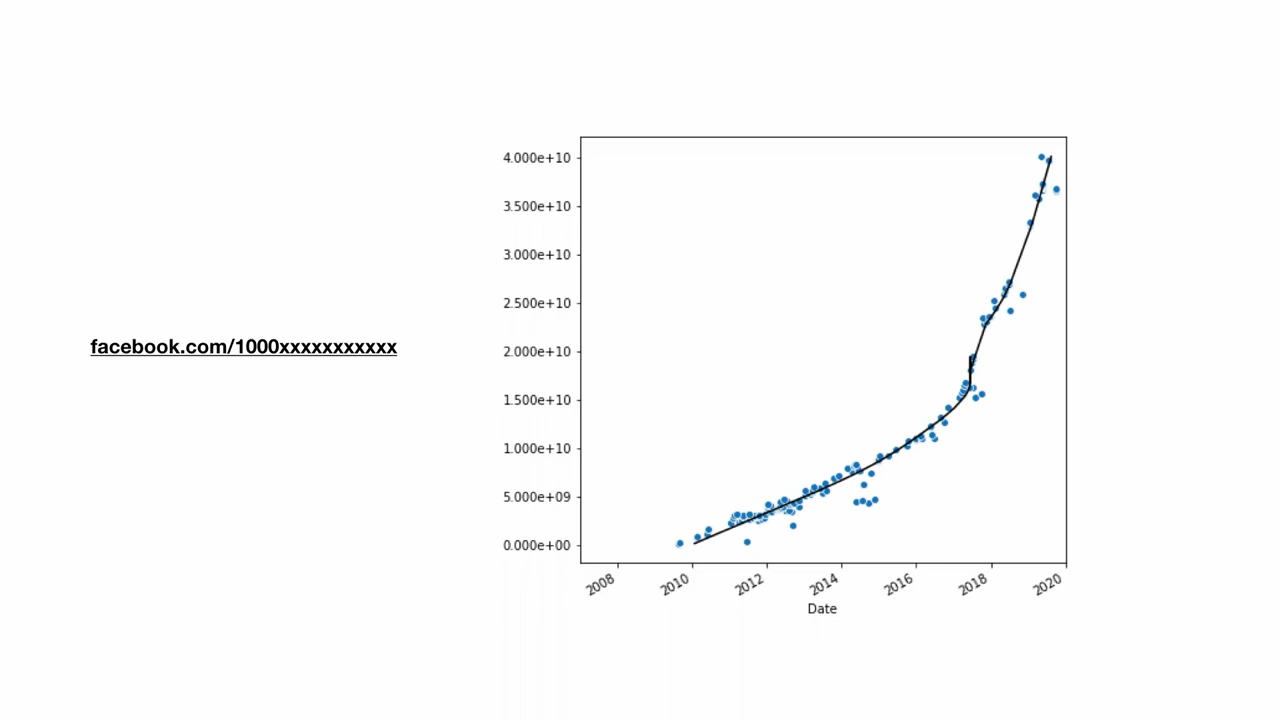 facebook.com/1000xxxxxxxxxxx
4.000e+10
3.500e+10
3.000e+10
2.500e+10
2.000e+10
1.500e+10
1.000e+10
5.000e+09
0.000e+00
2008
2010
2012
2014
2016
2018
2020
Date